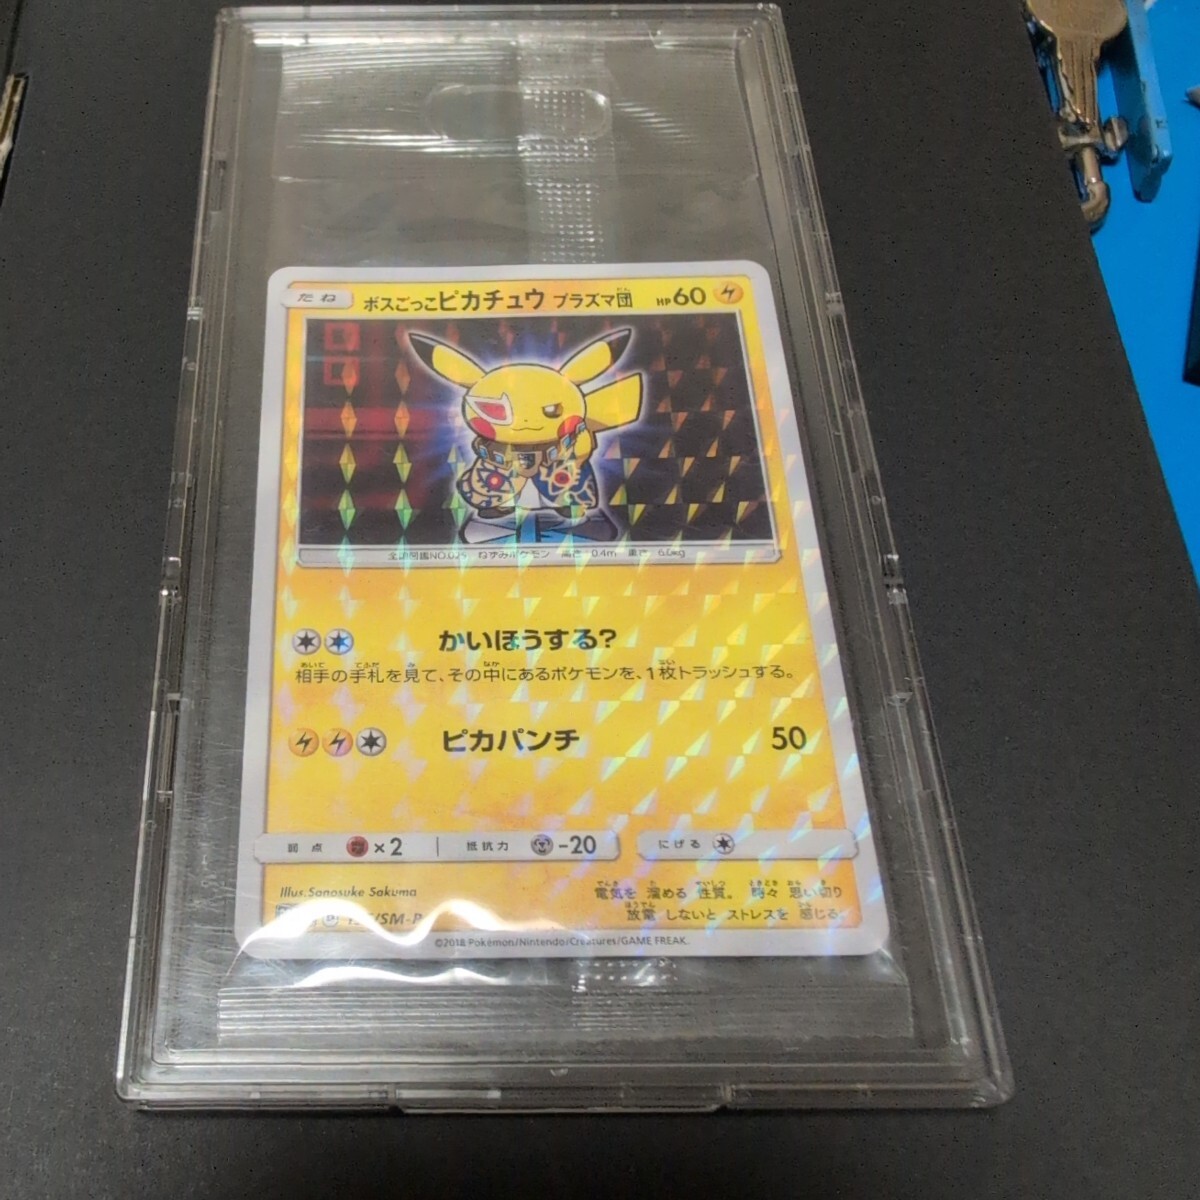 たね ボスごっこピカチュウ プラズマ団 HP60
全国図鑑NO.025 ねずみポケモン 高さ 0.4m 重さ 6.0kg
かいほうする?
相手の手札を見て、その中にあるポケモンを、1枚トラッシュする。
ピカパンチ 50
弱点 ×2 抵抗力 -20 にげる
Illus.Sanosuke Sakuma
電気を 溜める 性質。 時々 思い切り
放電 しないと ストレスを 感じる。
/SM-P
©2018 Pokémon/Nintendo/Creatures/GAME FREAK.